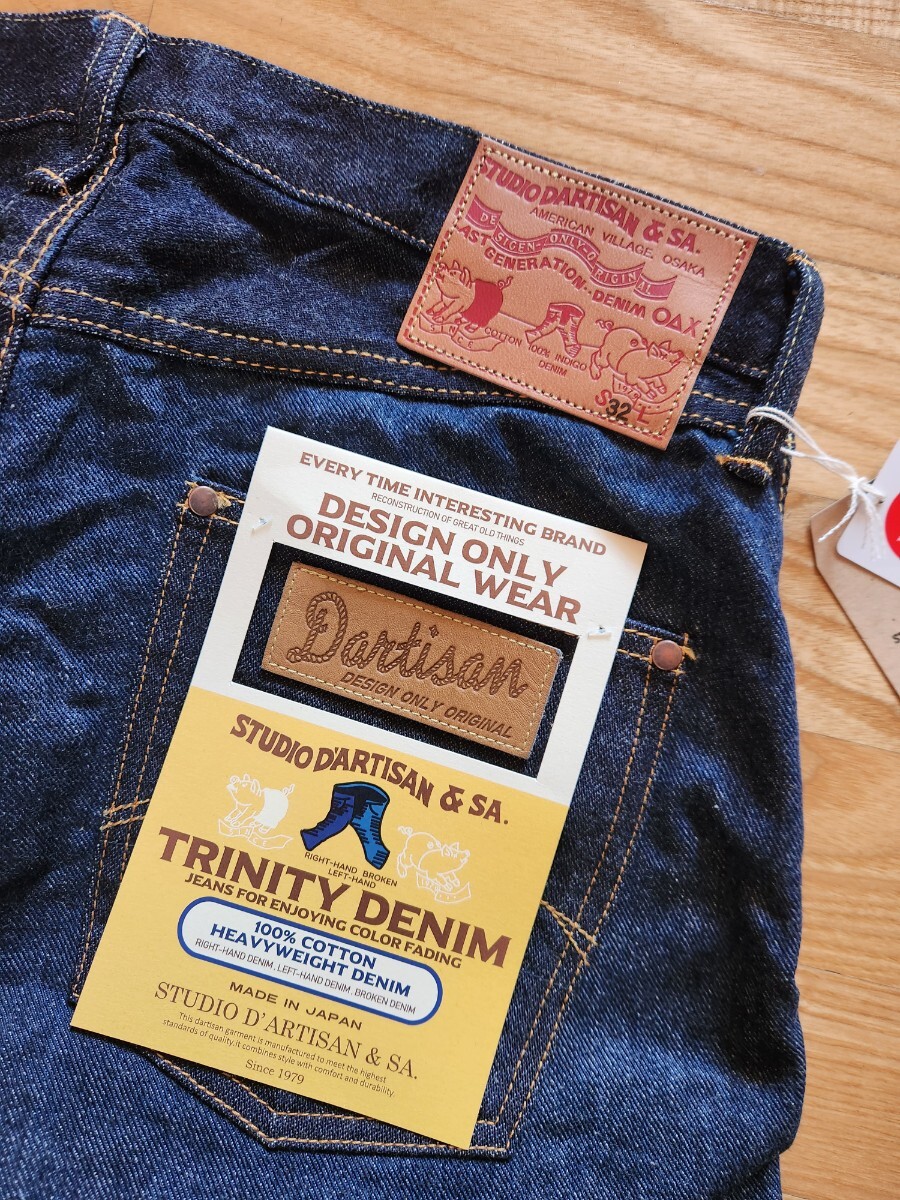 STUDIO D'ARTISAN & SA.
AMERICAN VILLAGE, OSAKA
DESIGEN-ONLY-O RIGINEL
LAST GENERATION-DENIM OΔX
COTTON 100% INDIGO
DENIM
1979
S 32 L
EVERY TIME INTERESTING BRAND
RECONSTRUCTION OF GREAT OLD THINGS
DESIGN ONLY
ORIGINAL WEAR
Dartisan
DESIGN ONLY ORIGINAL
STUDIO D'ARTISAN & SA.
RIGHT-HAND BROKEN
LEFT-HAND
TRINITY DENIM
JEANS FOR ENJOYING COLOR FADING
100% COTTON
HEAVYWEIGHT DENIM
RIGHT-HAND DENIM, LEFT-HAND DENIM, BROKEN DENIM
MADE IN JAPAN
STUDIO D'ARTISAN & SA.
This dartisan garment is manufactured to meet the highest
standards of quality.it combines style with comfort and durability.
Since 1979